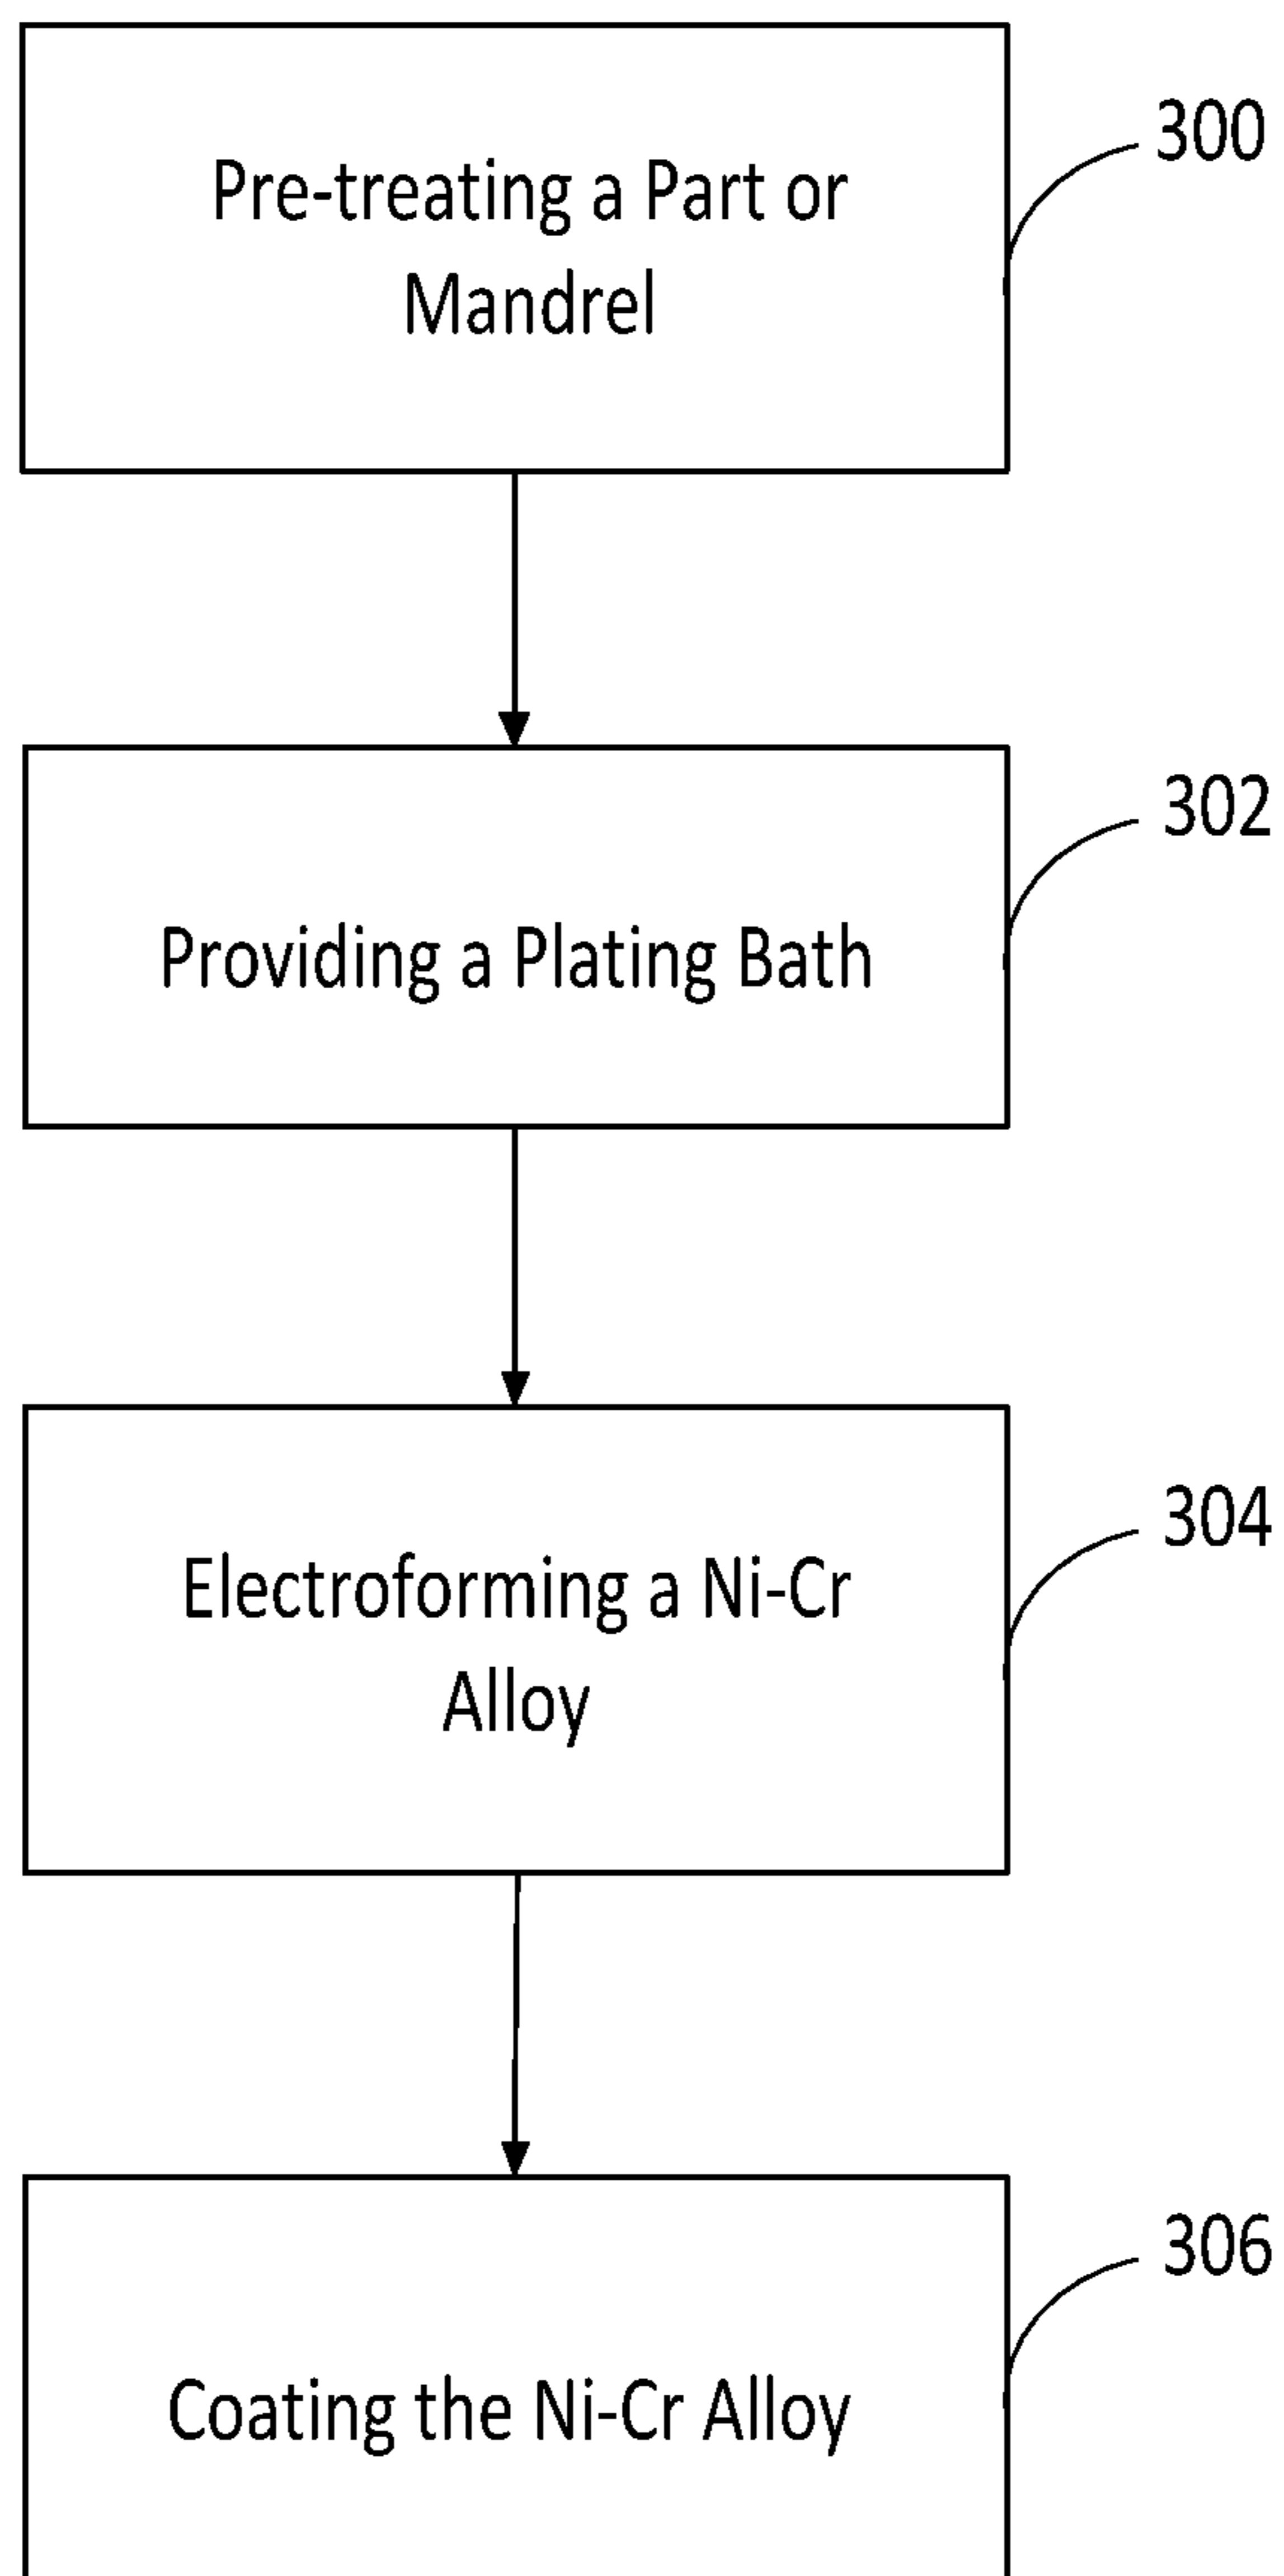 300
Pre-treating a Part or
Mandrel
302
Providing a Plating Bath
304
Electroforming a Ni-Cr
Alloy
306
Coating the Ni-Cr Alloy